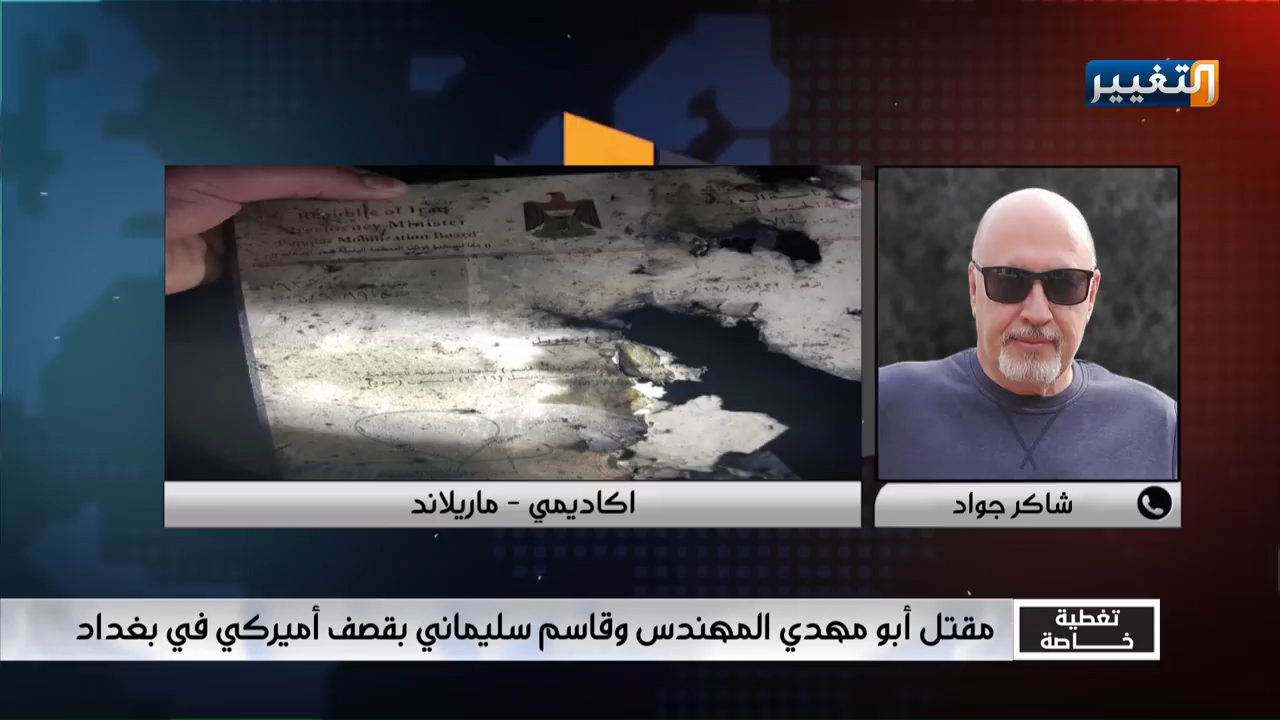 التغيير
Republic of Iraq
Minister
Popular Mobilization Board
شاكر جواد
اكاديمي - ماريلاند
تغطية
خاصة
مقتل أبو مهدي المهندس وقاسم سليماني بقصف أميركي في بغداد